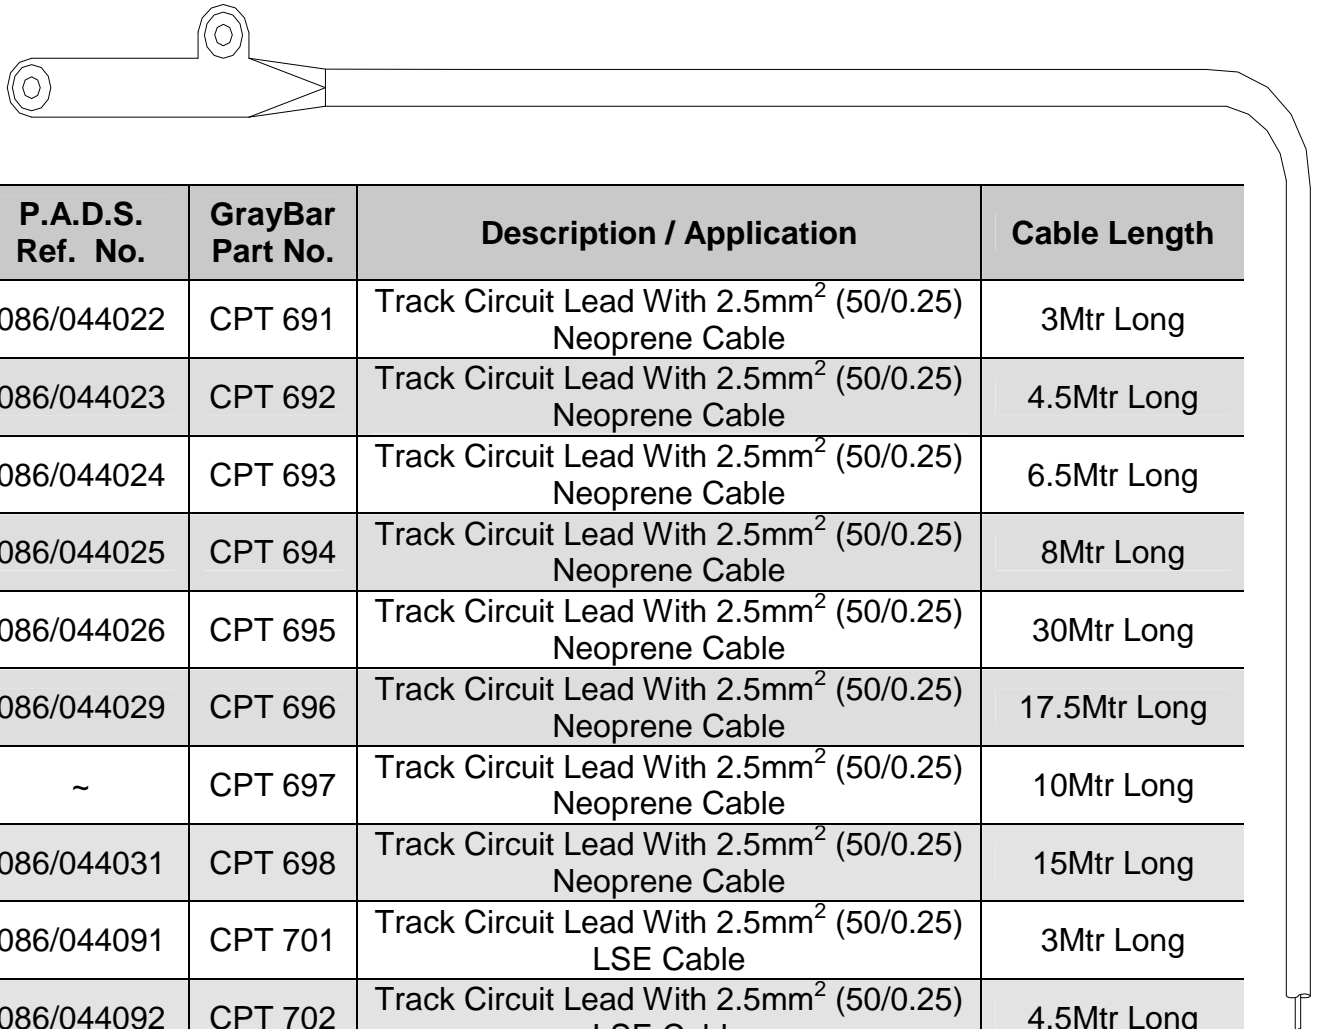 P.A.D.S. Ref. No. GrayBar Part No. Description / Application Cable Length
086/044022 CPT 691 Track Circuit Lead With 2.5mm² (50/0.25) Neoprene Cable 3Mtr Long
086/044023 CPT 692 Track Circuit Lead With 2.5mm² (50/0.25) Neoprene Cable 4.5Mtr Long
086/044024 CPT 693 Track Circuit Lead With 2.5mm² (50/0.25) Neoprene Cable 6.5Mtr Long
086/044025 CPT 694 Track Circuit Lead With 2.5mm² (50/0.25) Neoprene Cable 8Mtr Long
086/044026 CPT 695 Track Circuit Lead With 2.5mm² (50/0.25) Neoprene Cable 30Mtr Long
086/044029 CPT 696 Track Circuit Lead With 2.5mm² (50/0.25) Neoprene Cable 17.5Mtr Long
~ CPT 697 Track Circuit Lead With 2.5mm² (50/0.25) Neoprene Cable 10Mtr Long
086/044031 CPT 698 Track Circuit Lead With 2.5mm² (50/0.25) Neoprene Cable 15Mtr Long
086/044091 CPT 701 Track Circuit Lead With 2.5mm² (50/0.25) LSE Cable 3Mtr Long
086/044092 CPT 702 Track Circuit Lead With 2.5mm² (50/0.25) LSE Cable 4.5Mtr Long